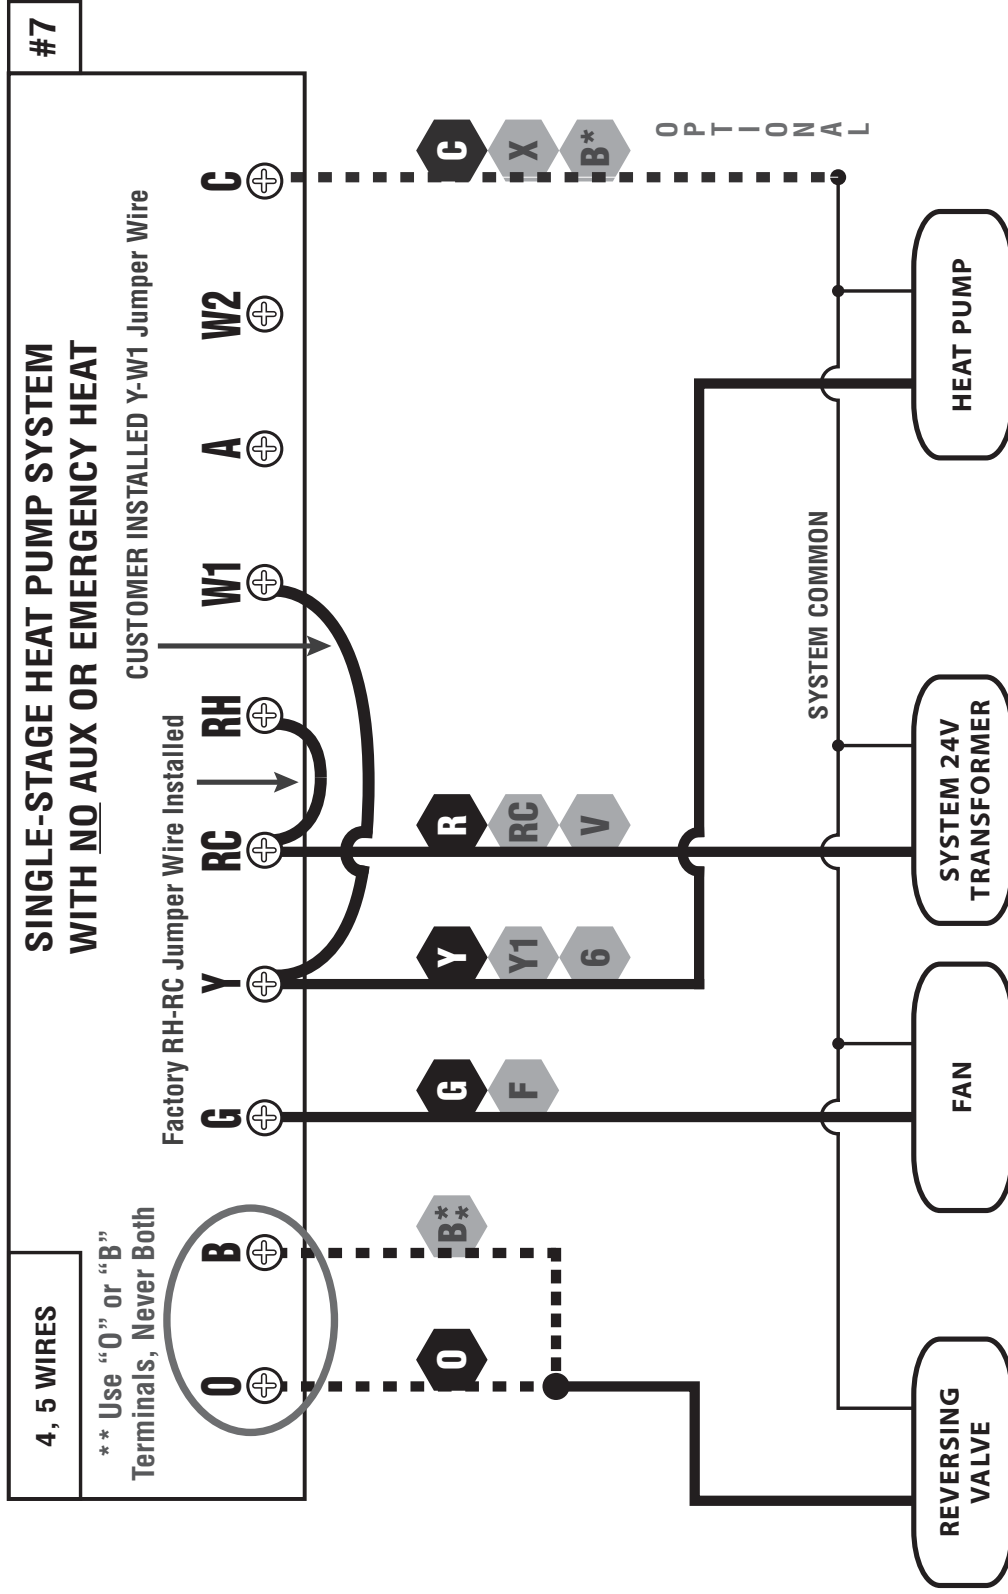 #7
4, 5 WIRES
SINGLE-STAGE HEAT PUMP SYSTEM
WITH NO AUX OR EMERGENCY HEAT
** Use “O” or “B”
Terminals, Never Both
Factory RH-RC Jumper Wire Installed
CUSTOMER INSTALLED Y-W1 Jumper Wire
O B G Y RC RH W1 A W2 C
O B* G Y R C
F Y1 RC X
6 V B*
OPTIONAL
SYSTEM COMMON
REVERSING
VALVE
FAN
SYSTEM 24V
TRANSFORMER
HEAT PUMP